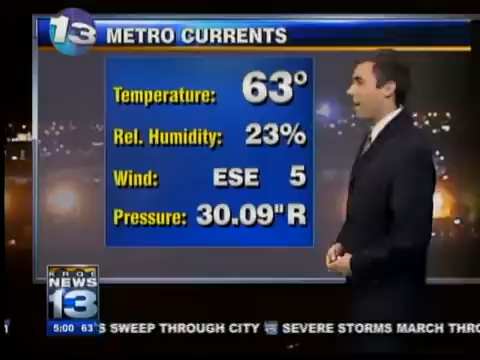 13 METRO CURRENTS
Temperature: 63°
Rel. Humidity: 23%
Wind: ESE 5
Pressure: 30.09"R
KRQE
NEWS
13
5:00 63° S SWEEP THROUGH CITY SEVERE STORMS MARCH THRO